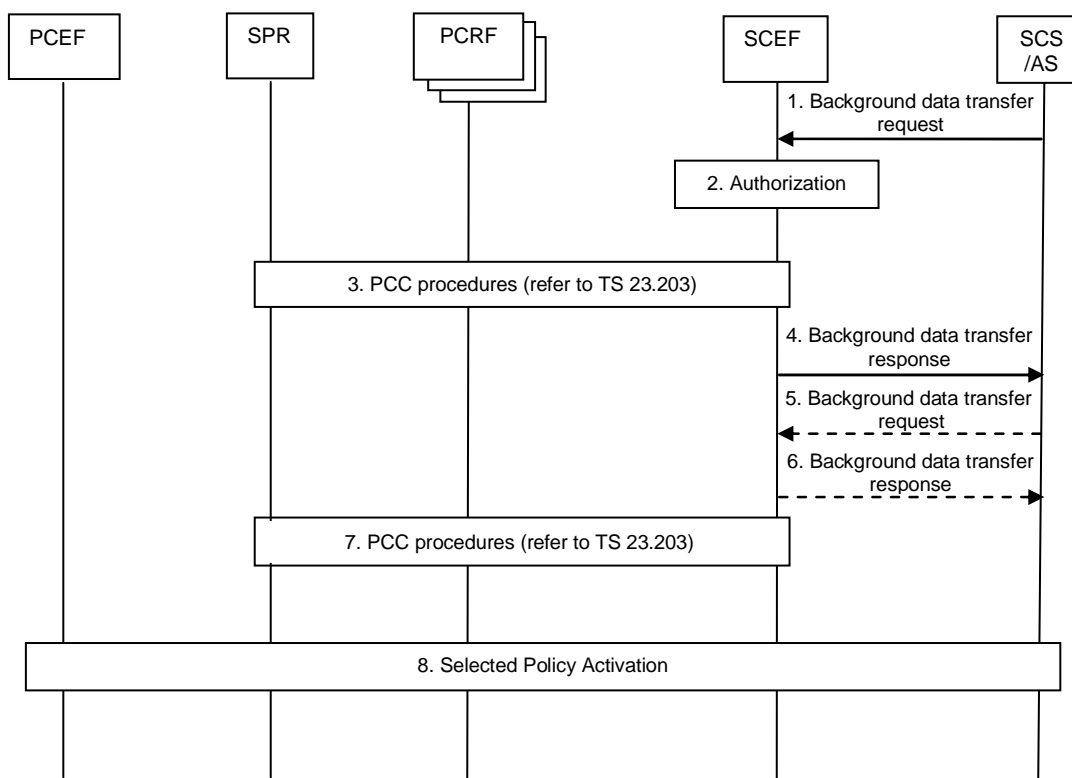 PCEF
SPR
PCRF
SCEF
SCS
/AS
1. Background data transfer
request
2. Authorization
3. PCC procedures (refer to TS 23.203)
4. Background data transfer
response
5. Background data transfer
request
6. Background data transfer
response
7. PCC procedures (refer to TS 23.203)
8. Selected Policy Activation